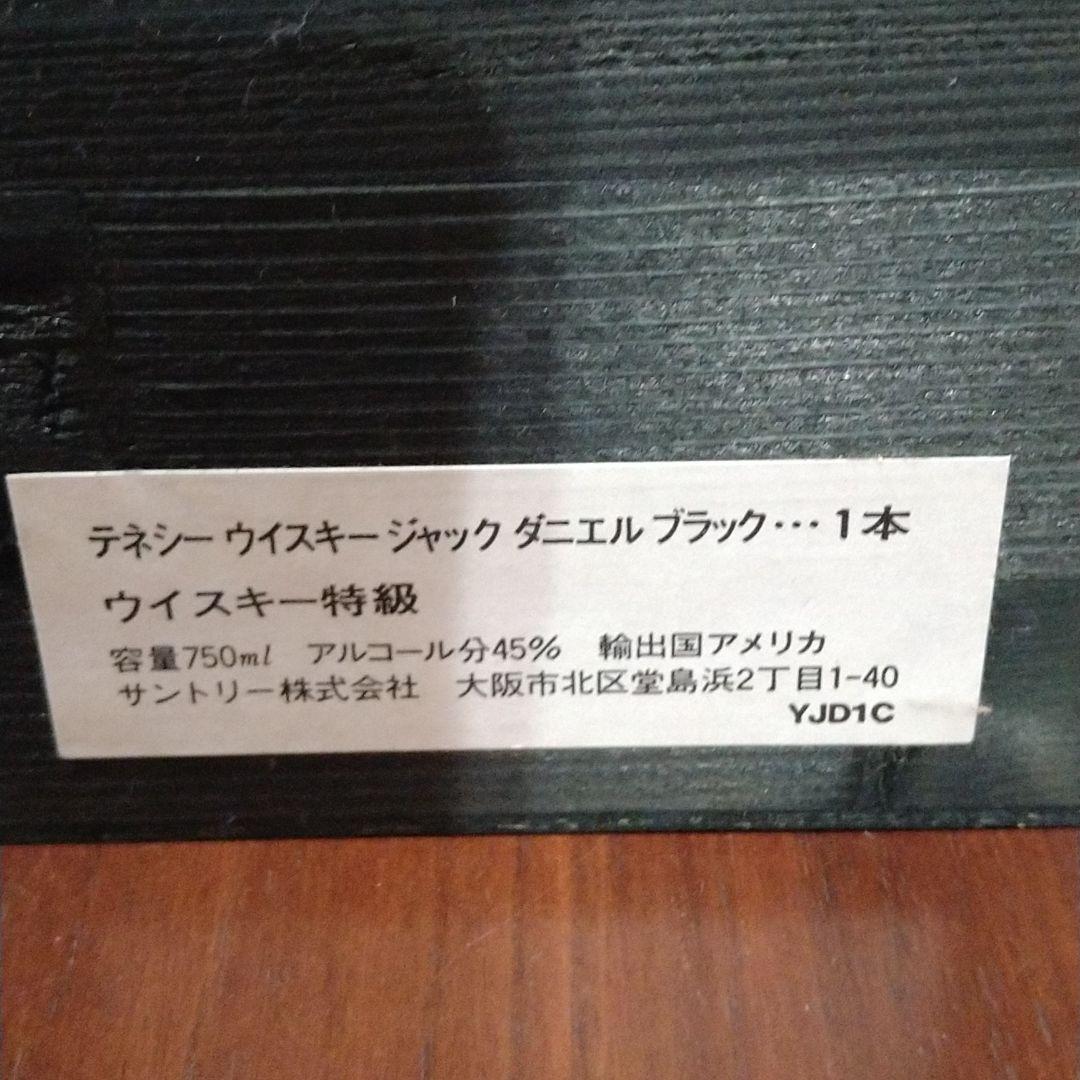 テネシー ウイスキー ジャック ダニエル ブラック… 1本
ウイスキー特級
容量750ml アルコール分45% 輸出国アメリカ
サントリー株式会社 大阪市北区堂島浜2丁目1-40
YJD1C